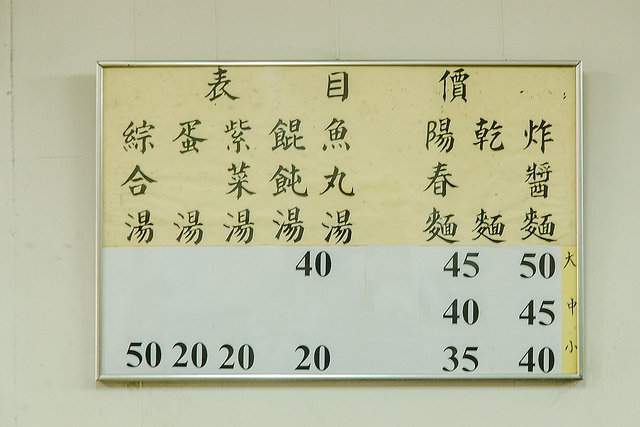 價目表
炸醬麵
乾麵
陽春麵
魚丸湯
餛飩湯
紫菜湯
蛋湯
綜合湯
大 50 45 40
中 45 40
小 40 35 20 20 20 50